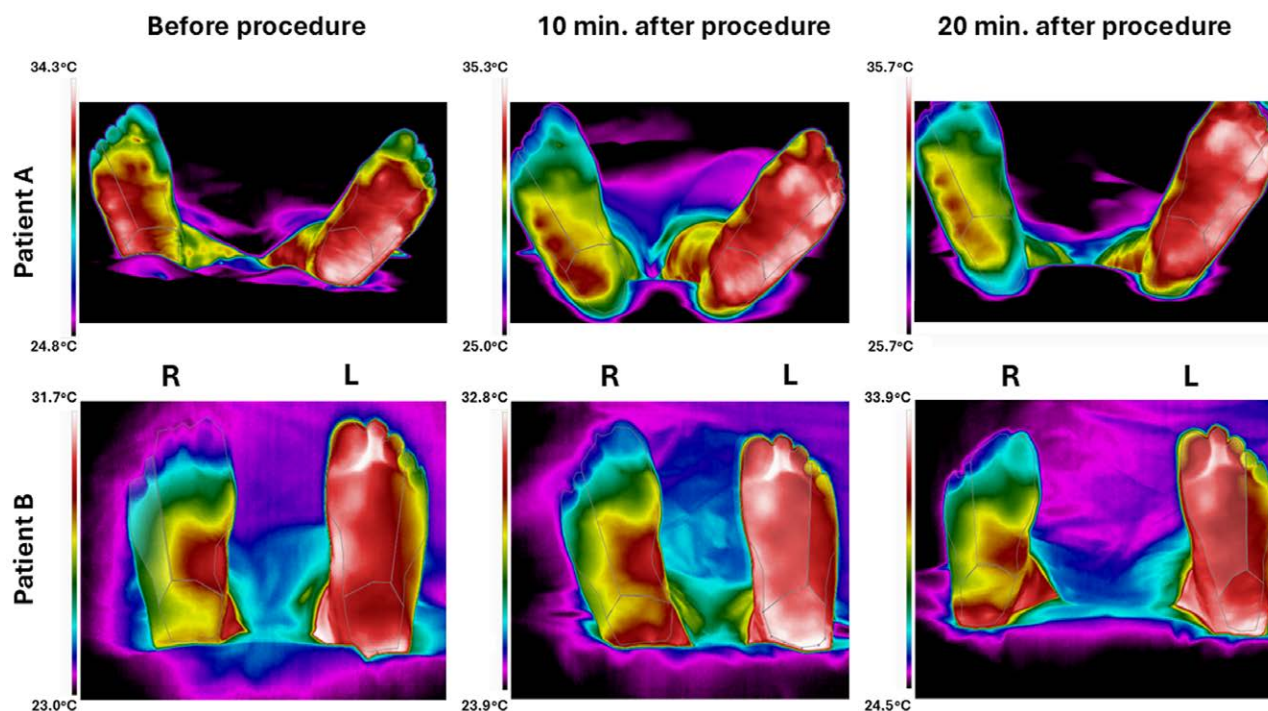 Before procedure
10 min. after procedure
20 min. after procedure
34.3°C
35.3°C
35.7°C
Patient A
24.8°C
25.0°C
25.7°C
R
L
R
L
R
L
31.7°C
32.8°C
33.9°C
Patient B
23.0°C
23.9°C
24.5°C